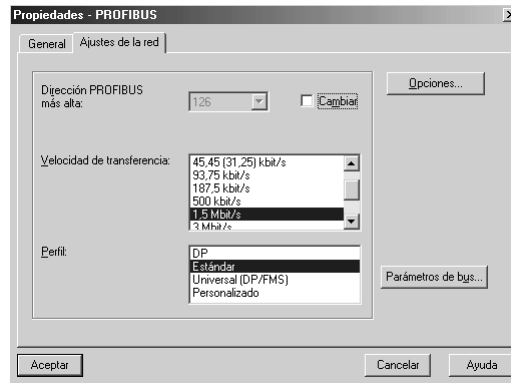 Propiedades - PROFIBUS
General
Ajustes de la red
Dirección PROFIBUS
más alta:
126
Cambiar
Opciones...
Velocidad de transferencia:
45,45 (31,25) kbit/s
93,75 kbit/s
187,5 kbit/s
500 kbit/s
1,5 Mbit/s
3 Mbit/s
Perfil:
DP
Estándar
Universal (DP/FMS)
Personalizado
Parámetros de bus...
Aceptar
Cancelar
Ayuda